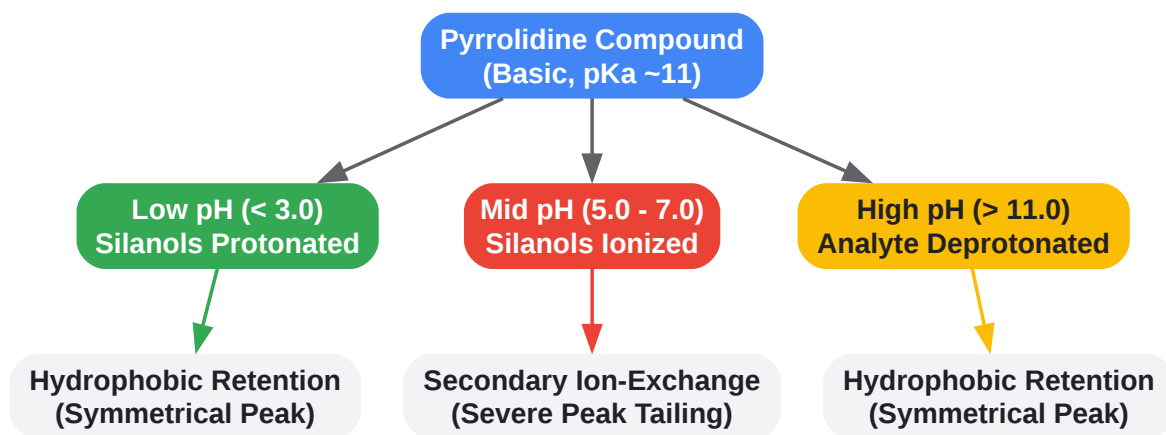 Pyrrolidine Compound
(Basic, pKa ~11)
Low pH (< 3.0)
Silanols Protonated
Mid pH (5.0 - 7.0)
Silanols Ionized
High pH (> 11.0)
Analyte Deprotonated
Hydrophobic Retention
(Symmetrical Peak)
Secondary Ion-Exchange
(Severe Peak Tailing)
Hydrophobic Retention
(Symmetrical Peak)